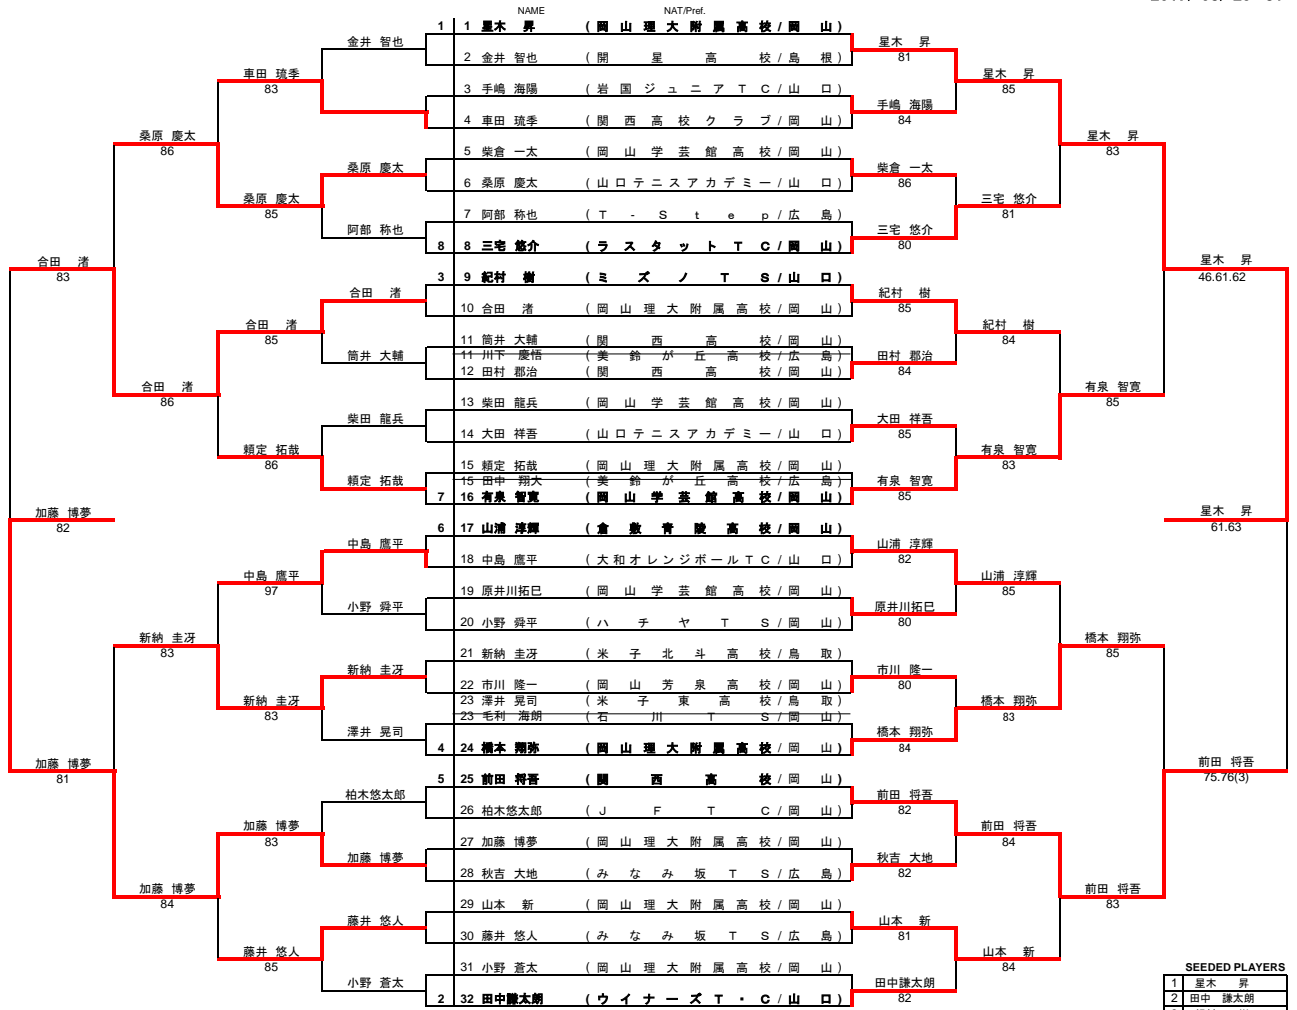 NAME NAT/Pref.
1 1 星木 昇 (岡山理大附属高校/岡山)
2 金井 智也 (開星高校/島根)
3 手嶋 海陽 (岩国ジュニアTC/山口)
4 車田 琉季 (関西高校クラブ/岡山)
5 柴倉 一太 (岡山学芸館高校/岡山)
6 桑原 慶太 (山口テニスアカデミー/山口)
7 阿部 称也 (T-Step/広島)
8 8 三宅 悠介 (ラスタットTC/岡山)
3 9 紀村 樹 (ミズノTS/山口)
10 合田 渚 (岡山理大附属高校/岡山)
11 筒井 大輔 (関西高校/岡山)
11 川下 慶悟 (美鈴が丘高校/広島)
12 田村 郡治 (関西高校/岡山)
13 柴田 龍兵 (岡山学芸館高校/岡山)
14 大田 祥吾 (山口テニスアカデミー/山口)
15 頼定 拓哉 (岡山理大附属高校/岡山)
15 田中 翔大 (美鈴が丘高校/広島)
7 16 有泉 智寛 (岡山学芸館高校/岡山)
6 17 山浦 淳輝 (倉敷青陵高校/岡山)
18 中島 鷹平 (大和オレンジボールTC/山口)
19 原井川拓巳 (岡山学芸館高校/岡山)
20 小野 舜平 (ハチヤTS/岡山)
21 新納 圭冴 (米子北斗高校/鳥取)
22 市川 隆一 (岡山芳泉高校/岡山)
23 澤井 晃司 (米子東高校/鳥取)
23 毛利 海朗 (石川TS/岡山)
4 24 橋本 翔弥 (岡山理大附属高校/岡山)
5 25 前田 将吾 (関西高校/岡山)
26 柏木悠太郎 (JFTC/岡山)
27 加藤 博夢 (岡山理大附属高校/岡山)
28 秋吉 大地 (みなみ坂TS/広島)
29 山本 新 (岡山理大附属高校/岡山)
30 藤井 悠人 (みなみ坂TS/広島)
31 小野 蒼太 (岡山理大附属高校/岡山)
2 32 田中謙太朗 (ウイナーズT・C/山口)
金井 智也
桑原 慶太
阿部 称也
合田 渚
筒井 大輔
柴田 龍兵
頼定 拓哉
中島 鷹平
小野 舜平
新納 圭冴
澤井 晃司
柏木悠太郎
加藤 博夢
藤井 悠人
小野 蒼太
車田 琉季
83
桑原 慶太
85
合田 渚
85
頼定 拓哉
86
中島 鷹平
97
新納 圭冴
83
加藤 博夢
83
藤井 悠人
85
桑原 慶太
86
合田 渚
86
新納 圭冴
83
加藤 博夢
84
合田 渚
83
加藤 博夢
81
加藤 博夢
82
星木 昇
81
手嶋 海陽
84
柴倉 一太
86
三宅 悠介
80
紀村 樹
85
田村 郡治
84
大田 祥吾
85
有泉 智寛
85
山浦 淳輝
82
原井川拓巳
80
市川 隆一
80
橋本 翔弥
84
前田 将吾
82
秋吉 大地
82
山本 新
81
田中謙太朗
82
星木 昇
85
三宅 悠介
81
紀村 樹
84
有泉 智寛
83
山浦 淳輝
85
橋本 翔弥
83
前田 将吾
84
山本 新
84
星木 昇
83
有泉 智寛
85
橋本 翔弥
85
前田 将吾
83
星木 昇
46.61.62
前田 将吾
75.76(3)
星木 昇
61.63
SEEDED PLAYERS
1 星木 昇
2 田中 謙太朗